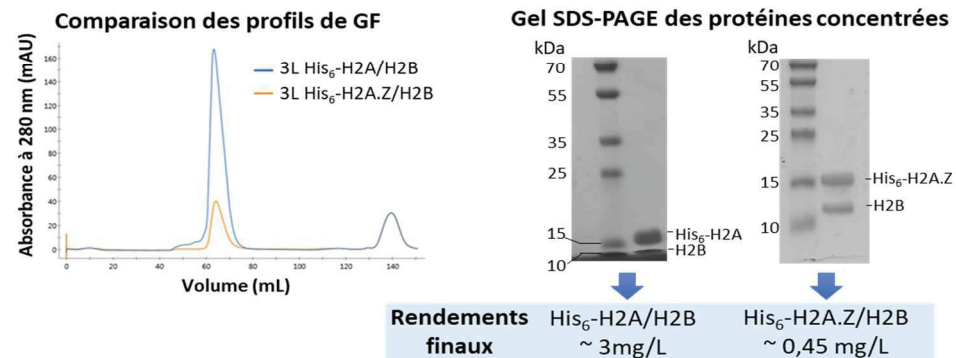 Comparaison des profils de GF
Absorbance à 280 nm (mAU)
160
140
120
100
80
60
40
20
0
0
20
40
60
80
100
120
140
Volume (mL)
3L His₆-H2A/H2B
3L His₆-H2A.Z/H2B
Gel SDS-PAGE des protéines concentrées
kDa
70
55
35
25
15
10
His₆-H2A
H2B
kDa
70
55
35
25
15
10
His₆-H2A.Z
H2B
Rendements finaux
His₆-H2A/H2B
~ 3mg/L
His₆-H2A.Z/H2B
~ 0,45 mg/L